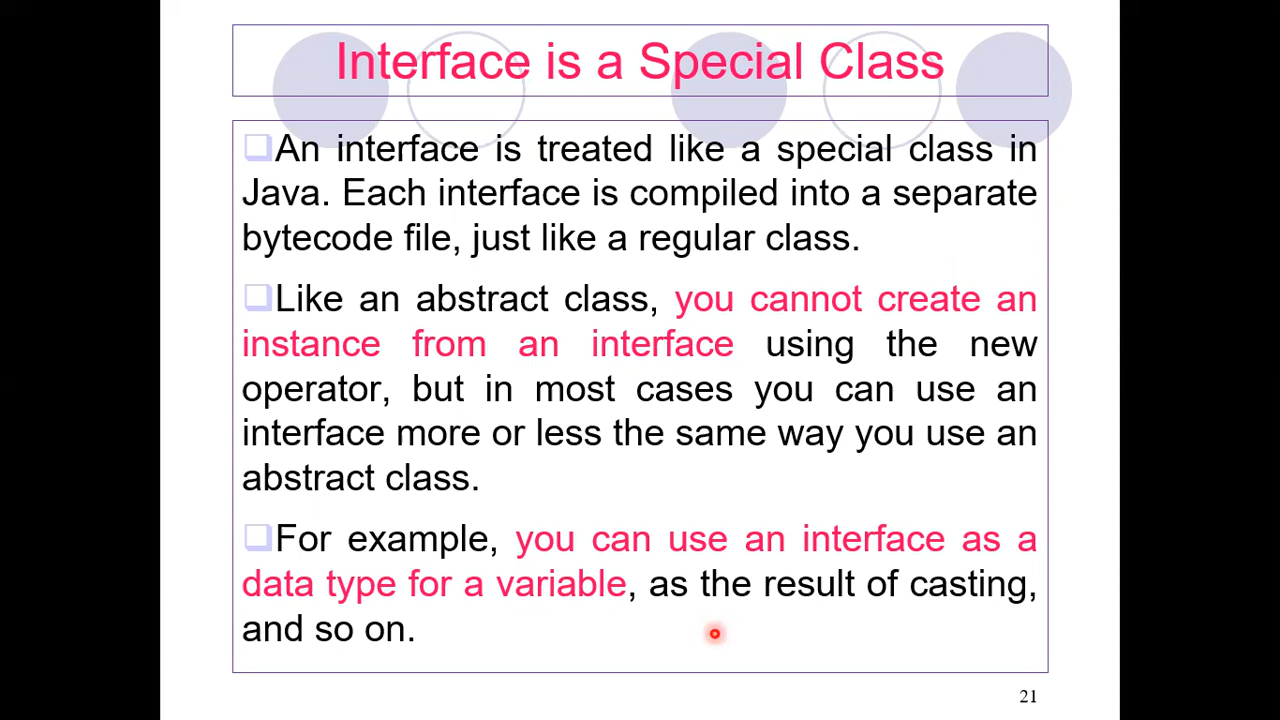 Interface is a Special Class
An interface is treated like a special class in
Java. Each interface is compiled into a separate
bytecode file, just like a regular class.
Like an abstract class, you cannot create an
instance from an interface using the new
operator, but in most cases you can use an
interface more or less the same way you use an
abstract class.
For example, you can use an interface as a
data type for a variable, as the result of casting,
and so on.
21